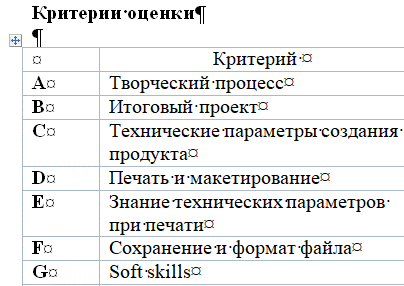 Критерии оценки
Критерий
A Творческий процесс
B Итоговый проект
C Технические параметры создания
продукта
D Печать и макетирование
E Знание технических параметров
при печати
F Сохранение и формат файла
G Soft skills